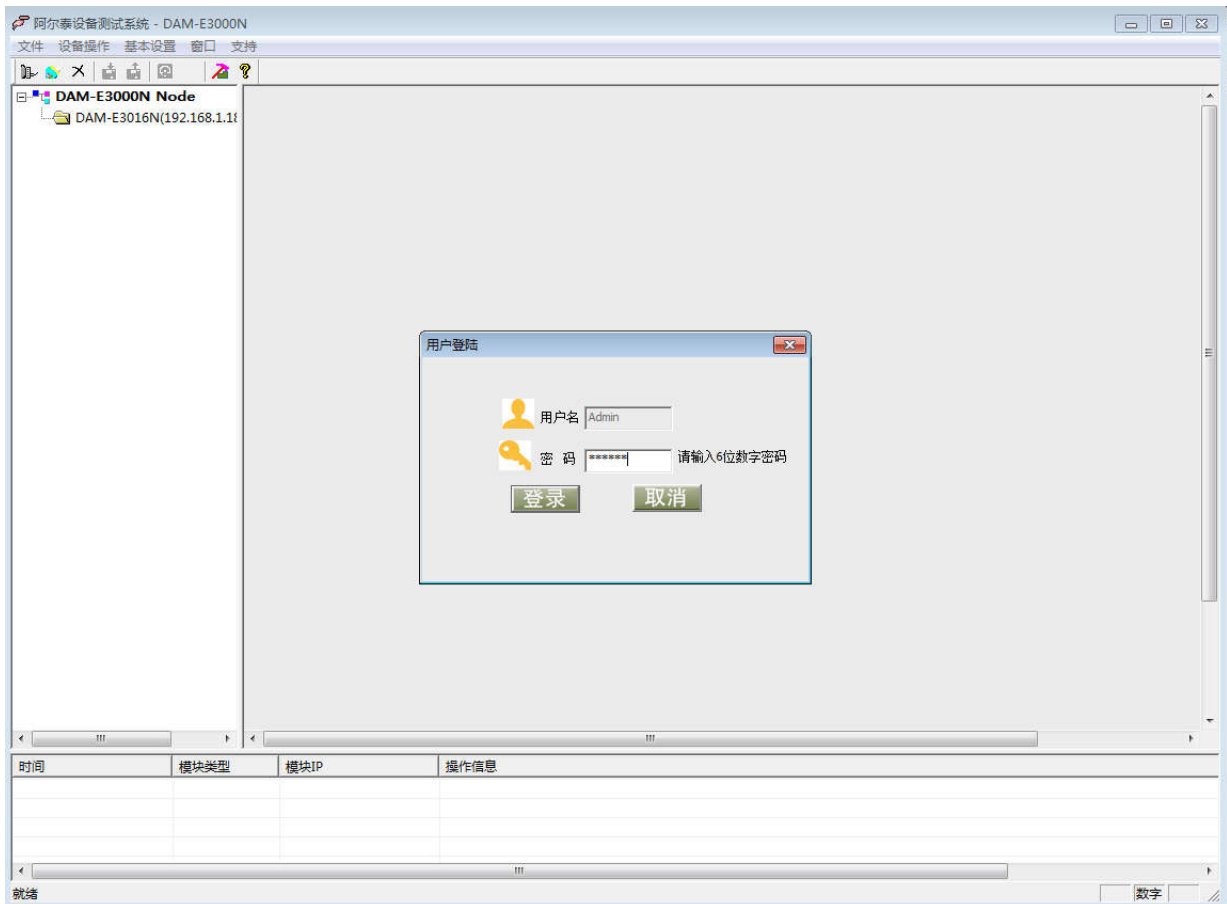 阿尔泰设备测试系统 - DAM-E3000N
文件 设备操作 基本设置 窗口 支持
DAM-E3000N Node
DAM-E3016N(192.168.1.18
用户登陆
用户名 Admin
密 码 ****** 请输入6位数字密码
登录 取消
时间 模块类型 模块IP 操作信息
就绪 数字